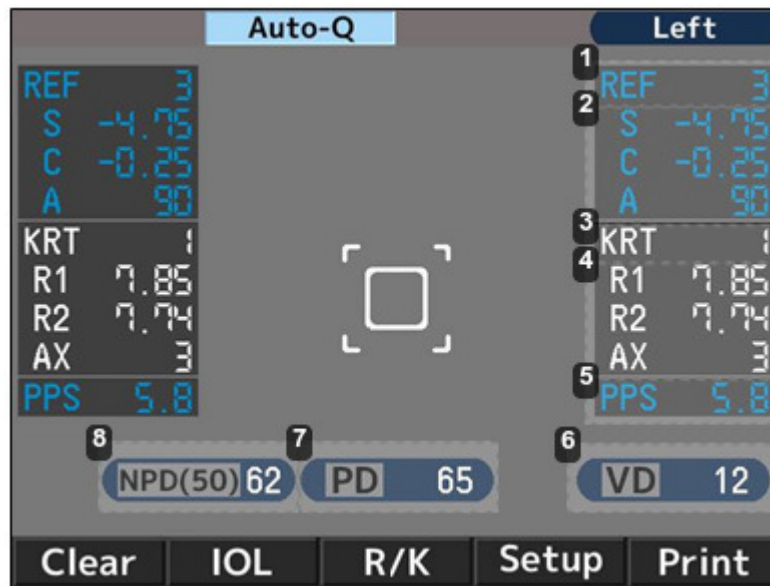 Auto-Q Left
1
REF 3
2
S -4.75
C -0.25
A 90
KRT 1
R1 7.85
R2 7.74
AX 3
PPS 5.8
REF 3
S -4.75
C -0.25
A 90
3
KRT 1
4
R1 7.85
R2 7.74
AX 3
5
PPS 5.8
8
NPD(50) 62
7
PD 65
6
VD 12
Clear IOL R/K Setup Print